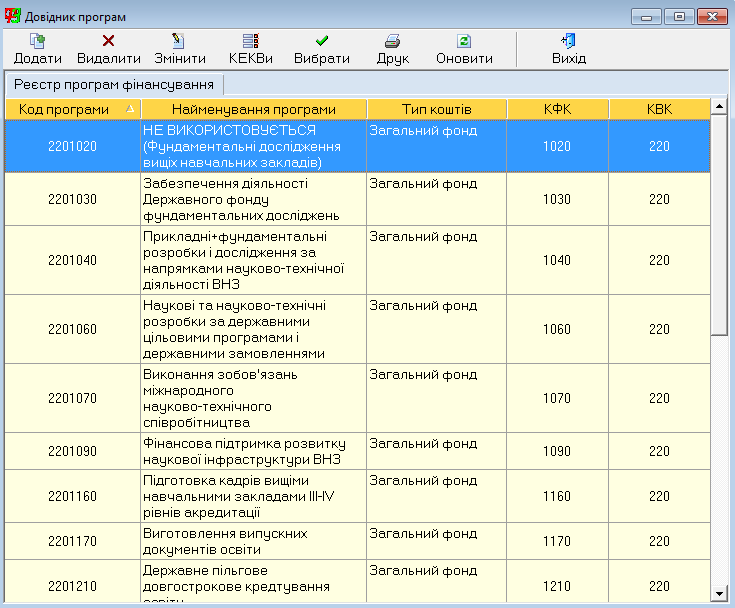 Довідник програм
Додати Видалити Змінити КЕКВи Вибрати Друк Оновити Вихід
Реєстр програм фінансування
Код програми Найменування програми Тип коштів КФК КВК
2201020 НЕ ВИКОРИСТОВУЄТЬСЯ Загальний фонд 1020 220
(Фундаментальні дослідження
вищіх навчальних закладів)
2201030 Забезпечення діяльності Загальний фонд 1030 220
Державного фонду
фундаментальних досліджень
2201040 Прикладні+фундаментальні Загальний фонд 1040 220
розробки і дослідження за
напрямками науково-технічної
діяльності ВНЗ
2201060 Наукові та науково-технічні Загальний фонд 1060 220
розробки за державними
цільовими програмами і
державними замовленнями
2201070 Виконання зобов'язань Загальний фонд 1070 220
міжнародного
науково-технічного
співробітництва
2201090 Фінансова підтримка розвитку Загальний фонд 1090 220
наукової інфраструктури ВНЗ
2201160 Підготовка кадрів вищіми Загальний фонд 1160 220
навчальними закладами III-IV
рівнів акредитації
2201170 Виготовлення випускних Загальний фонд 1170 220
документів освіти
2201210 Державне пільгове Загальний фонд 1210 220
довгострокове кредтування